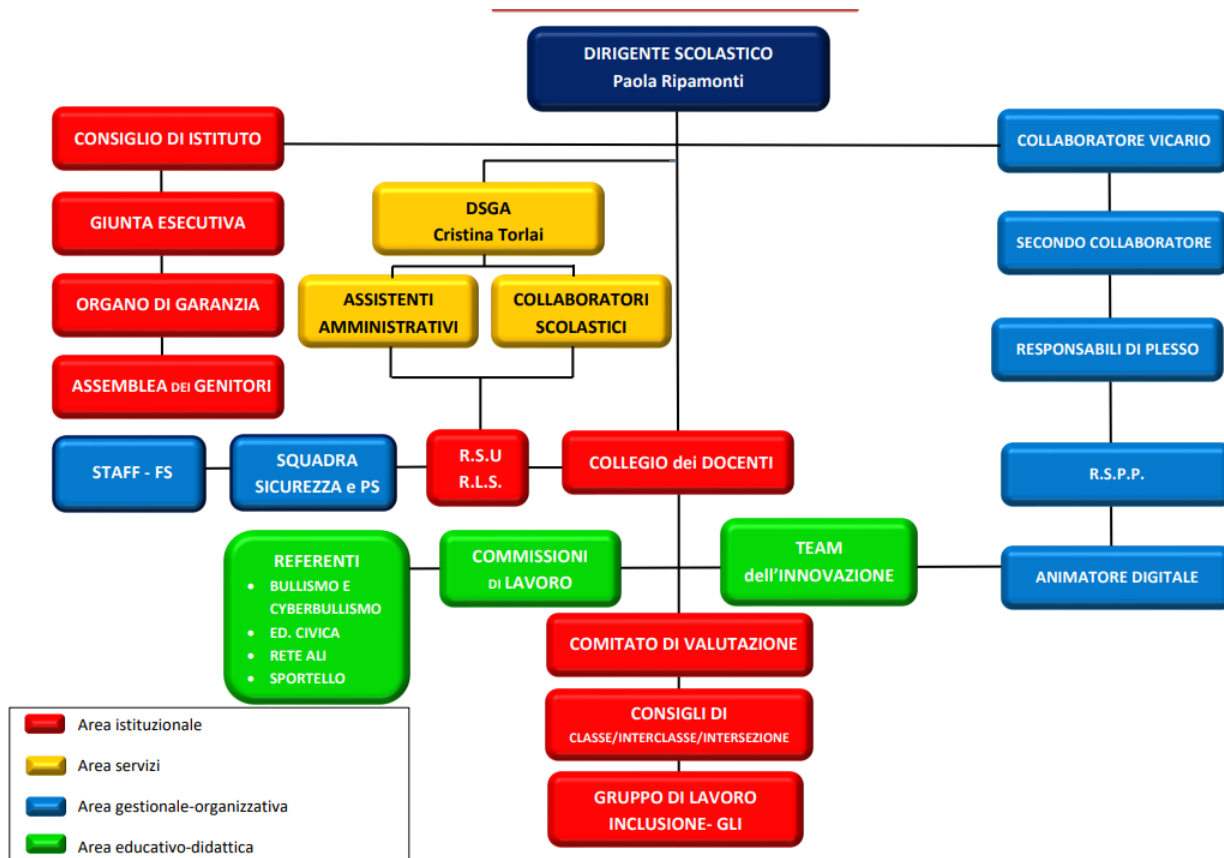 DIRIGENTE SCOLASTICO
Paola Ripamonti
CONSIGLIO DI ISTITUTO
COLLABORATORE VICARIO
DSGA
Cristina Torlai
GIUNTA ESECUTIVA
SECONDO COLLABORATORE
ASSISTENTI
AMMINISTRATIVI
COLLABORATORI
SCOLASTICI
ORGANO DI GARANZIA
RESPONSABILI DI PLESSO
ASSEMBLEA DEI GENITORI
STAFF - FS
SQUADRA
SICUREZZA e PS
R.S.U
R.L.S.
COLLEGIO dei DOCENTI
R.S.P.P.
REFERENTI
• BULLISMO E
CYBERBULLISMO
• ED. CIVICA
• RETE ALI
• SPORTELLO
COMMISSIONI
DI LAVORO
TEAM
dell’INNOVAZIONE
ANIMATORE DIGITALE
COMITATO DI VALUTAZIONE
CONSIGLI DI
CLASSE/INTERCLASSE/INTERSEZIONE
GRUPPO DI LAVORO
INCLUSIONE- GLI
Area istituzionale
Area servizi
Area gestionale-organizzativa
Area educativo-didattica